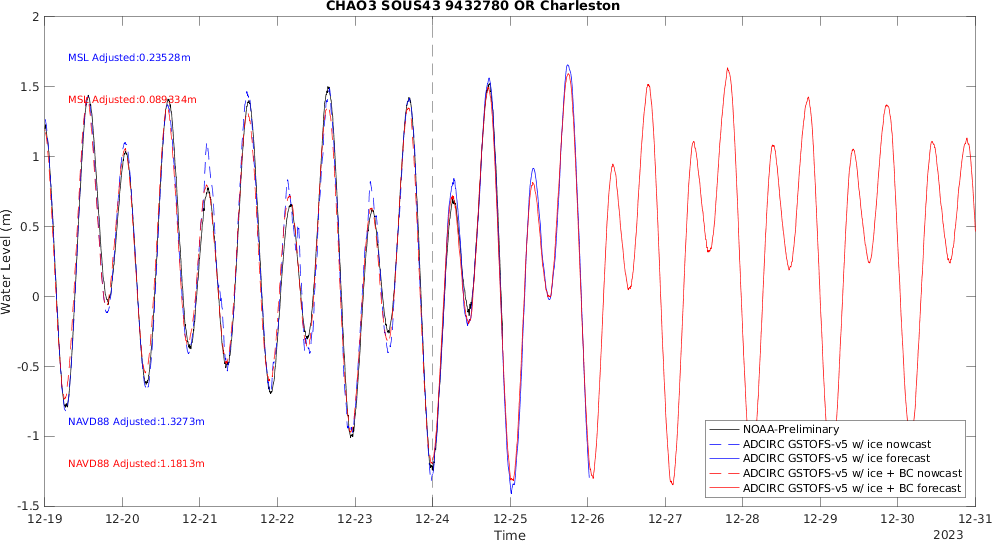 CHAO3 SOUS43 9432780 OR Charleston
2
1.5
1
0.5
0
-0.5
-1
-1.5
Water Level (m)
MSL Adjusted:0.23528m
MSL Adjusted:0.089334m
NAVD88 Adjusted:1.3273m
NAVD88 Adjusted:1.1813m
NOAA-Preliminary
ADCIRC GSTOFS-v5 w/ ice nowcast
ADCIRC GSTOFS-v5 w/ ice forecast
ADCIRC GSTOFS-v5 w/ ice + BC nowcast
ADCIRC GSTOFS-v5 w/ ice + BC forecast
12-19 12-20 12-21 12-22 12-23 12-24 12-25 12-26 12-27 12-28 12-29 12-30 12-31
Time
2023